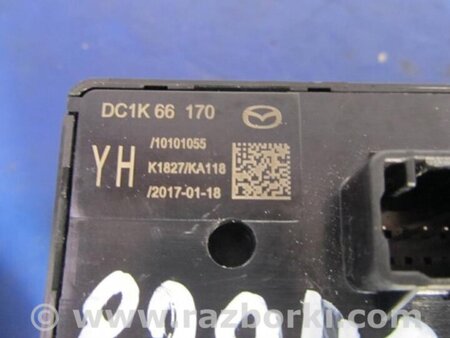 DC1K 66 170
/10101055
YH K1827/KA118
/2017-01-18
© www.razborki.com